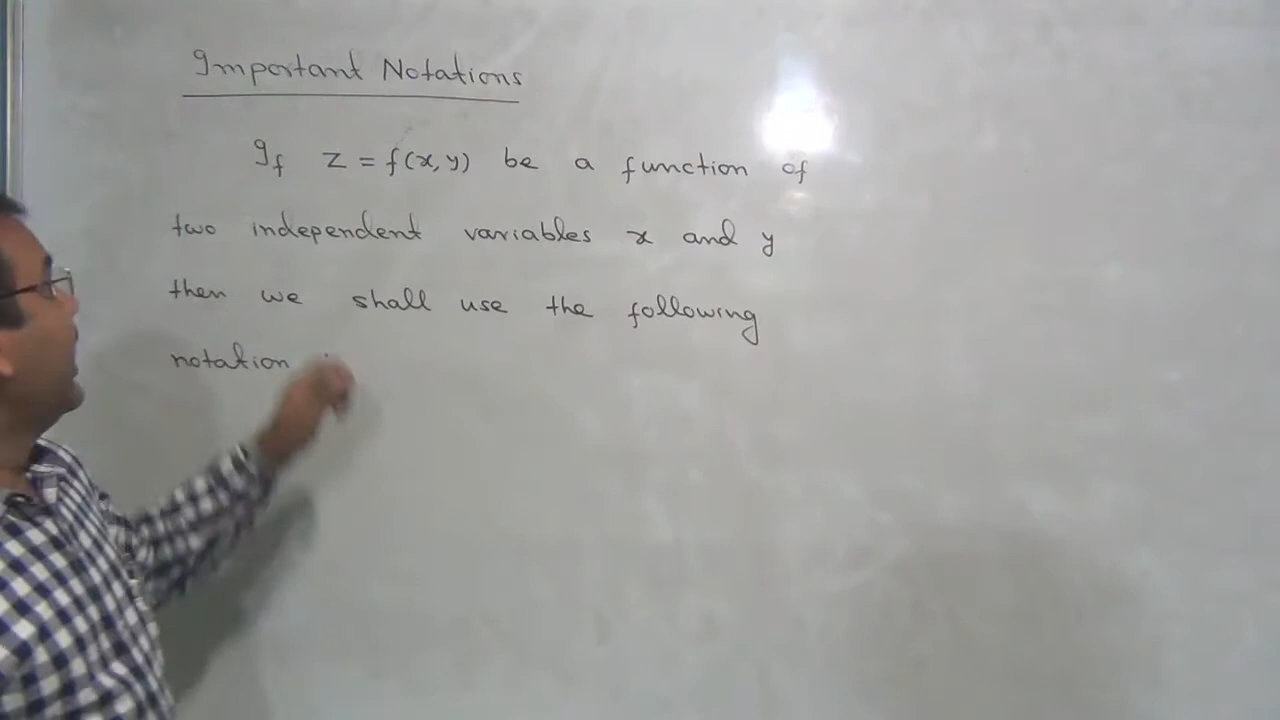 Important Notations
If z = f(x, y) be a function of
two independent variables x and y
then we shall use the following
notation